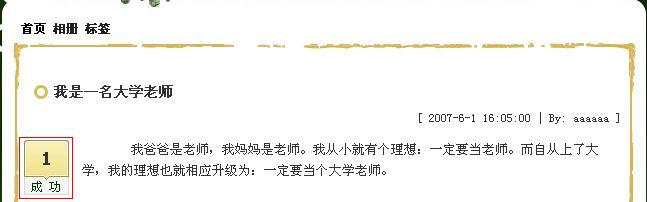 首页 相册 标签
我是一名大学老师
[ 2007-6-1 16:05:00 | By: aaaaaa ]
1
成 功
我爸爸是老师，我妈妈是老师。我从小就有个理想：一定要当老师。而自从上了大
学，我的理想也就相应升级为：一定要当个大学老师。